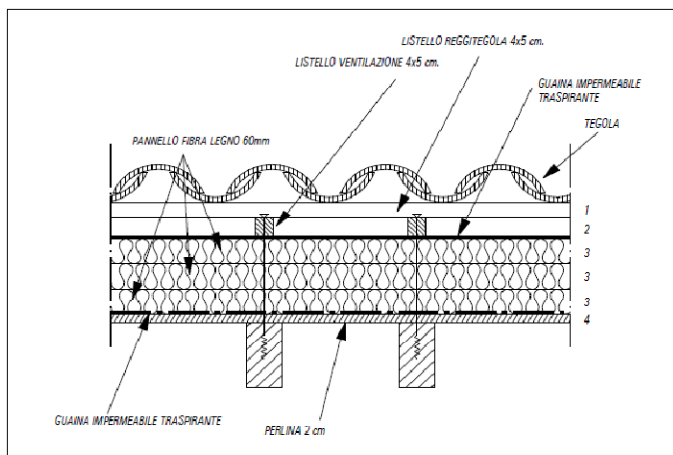 LISTELLO REGGITEGOLA 4x5 cm.
LISTELLO VENTILAZIONE 4x5 cm.
GUAINA IMPERMEABILE
TRASPIRANTE
TEGOLA
PANNELLO FIBRA LEGNO 60mm
1
2
3
3
3
4
GUAINA IMPERMEABILE TRASPIRANTE
PERLINA 2 cm